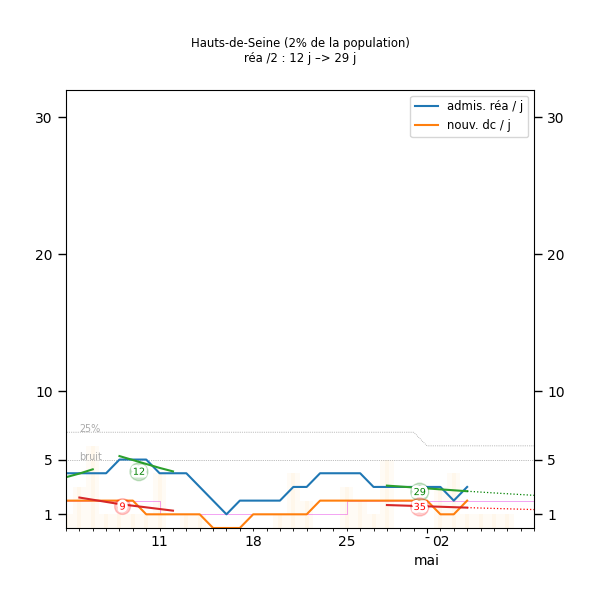 Hauts-de-Seine (2% de la population)
réa /2 : 12 j –> 29 j
admis. réa / j
nouv. dc / j
30 30
20 20
10 10
25%
bruit
5 5
12
29
9
35
1 1
11 18 25 02
mai